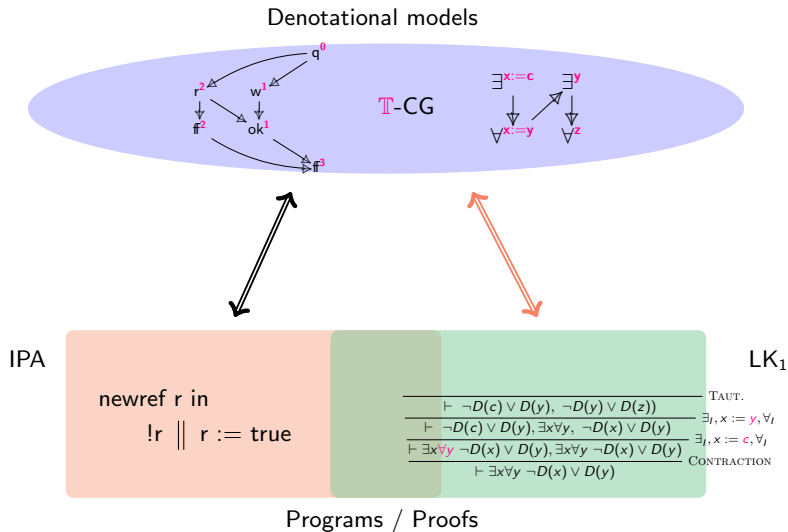 Denotational models
q⁰
r² w¹ 𝕋-CG ∃^x:=c ∃^y
ff² ok¹ ∀^x:=y ∀^z
ff³
IPA LK₁
newref r in
!r ∥ r := true
TAUT.
⊢ ¬D(c) ∨ D(y), ¬D(y) ∨ D(z))
∃I, x := y, ∀I
⊢ ¬D(c) ∨ D(y), ∃x∀y, ¬D(x) ∨ D(y)
∃I, x := c, ∀I
⊢ ∃x∀y ¬D(x) ∨ D(y), ∃x∀y ¬D(x) ∨ D(y)
CONTRACTION
⊢ ∃x∀y ¬D(x) ∨ D(y)
Programs / Proofs